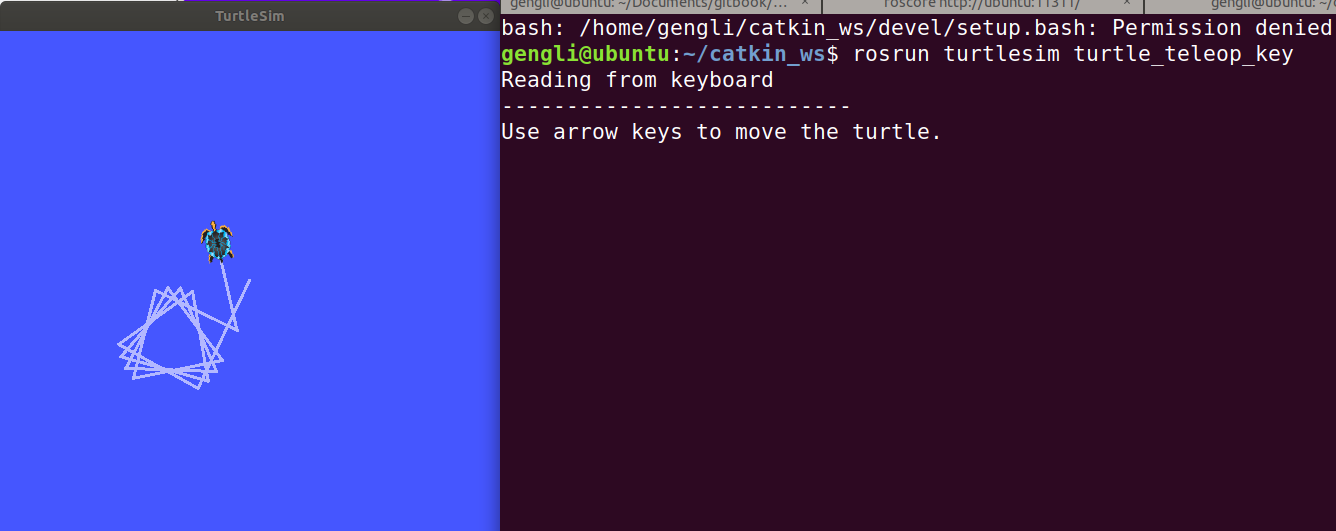 TurtleSim
gengli@ubuntu: ~/Documents/gitbook/… ×
roscore http://ubuntu:11311/ ×
gengli@ubuntu: ~/
bash: /home/gengli/catkin_ws/devel/setup.bash: Permission denied
gengli@ubuntu:~/catkin_ws$ rosrun turtlesim turtle_teleop_key
Reading from keyboard
---------------------------
Use arrow keys to move the turtle.